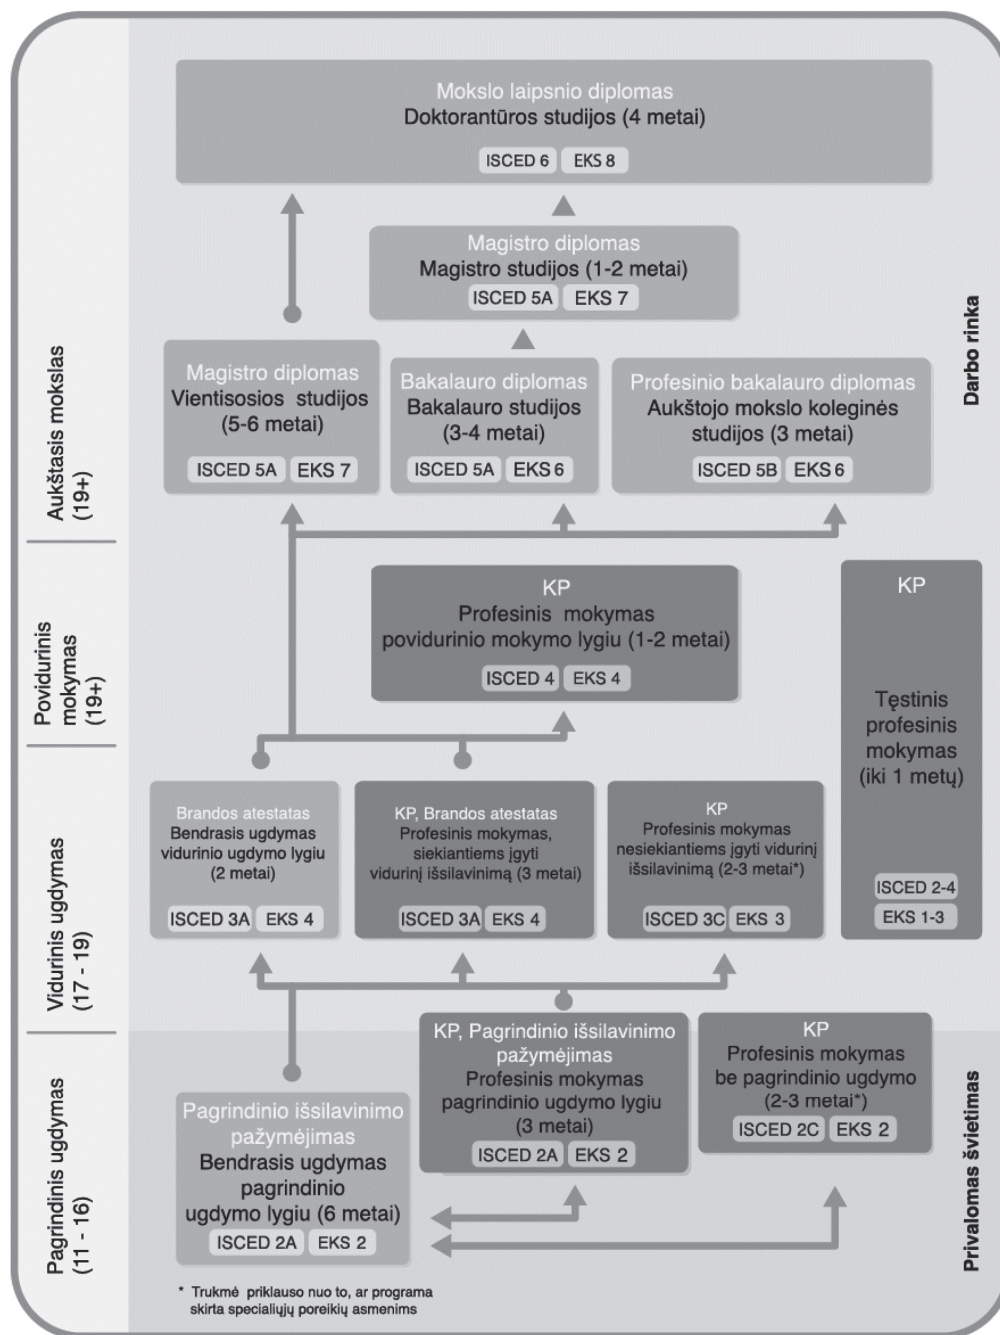 Mokslo laipsnio diplomas
Doktorantūros studijos (4 metai)
ISCED 6 EKS 8
Magistro diplomas
Magistro studijos (1-2 metai)
ISCED 5A EKS 7
Magistro diplomas
Vientisosios studijos
(5-6 metai)
ISCED 5A EKS 7
Bakalauro diplomas
Bakalauro studijos
(3-4 metai)
ISCED 5A EKS 6
Profesinio bakalauro diplomas
Aukštojo mokslo koleginės
studijos (3 metai)
ISCED 5B EKS 6
Darbo rinka
Aukštasis mokslas
(19+)
KP
Profesinis mokymas
povidurinio mokymo lygiu (1-2 metai)
ISCED 4 EKS 4
KP
Tęstinis
profesinis
mokymas
(iki 1 metų)
ISCED 2-4
EKS 1-3
Povidurinis
mokymas
(19+)
Brandos atestatas
Bendrasis ugdymas
vidurinio ugdymo lygiu
(2 metai)
ISCED 3A EKS 4
KP, Brandos atestatas
Profesinis mokymas,
siekiantiems įgyti
vidurinį išsilavinimą (3 metai)
ISCED 3A EKS 4
KP
Profesinis mokymas
nesiekiantiems įgyti vidurinį
išsilavinimą (2-3 metai*)
ISCED 3C EKS 3
Vidurinis ugdymas
(17 - 19)
KP, Pagrindinio išsilavinimo
pažymėjimas
Profesinis mokymas
pagrindinio ugdymo lygiu
(3 metai)
ISCED 2A EKS 2
KP
Profesinis mokymas
be pagrindinio ugdymo
(2-3 metai*)
ISCED 2C EKS 2
Pagrindinio išsilavinimo
pažymėjimas
Bendrasis ugdymas
pagrindinio
ugdymo lygiu (6 metai)
ISCED 2A EKS 2
Pagrindinis ugdymas
(11 - 16)
Privalomas švietimas
* Trukmė priklauso nuo to, ar programa
skirta specialiųjų poreikių asmenims